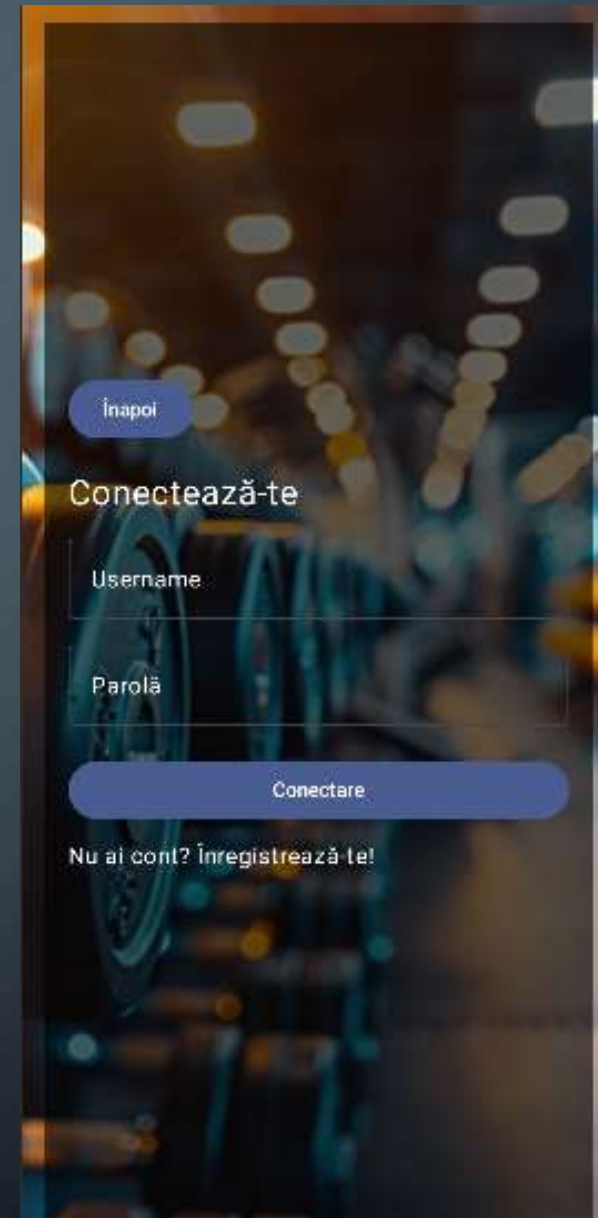 Înapoi
Conectează-te
Username
Parolă
Conectare
Nu ai cont? Înregistrează-te!